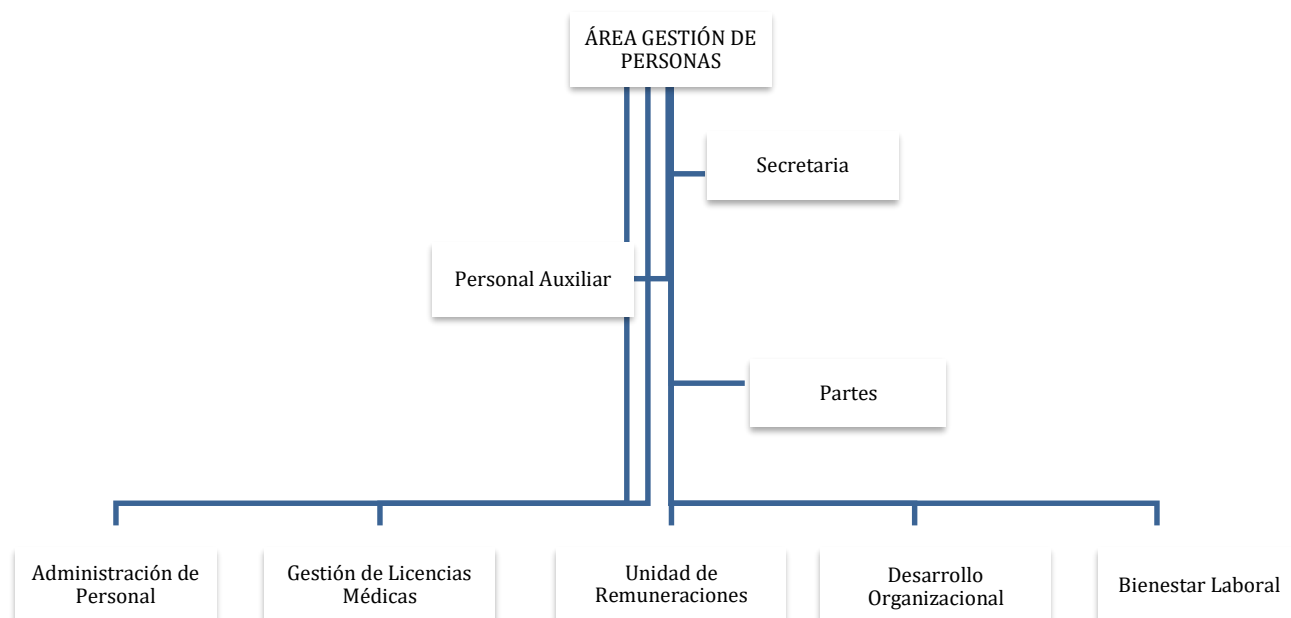 ÁREA GESTIÓN DE
PERSONAS
Secretaria
Personal Auxiliar
Partes
Administración de
Personal
Gestión de Licencias
Médicas
Unidad de
Remuneraciones
Desarrollo
Organizacional
Bienestar Laboral